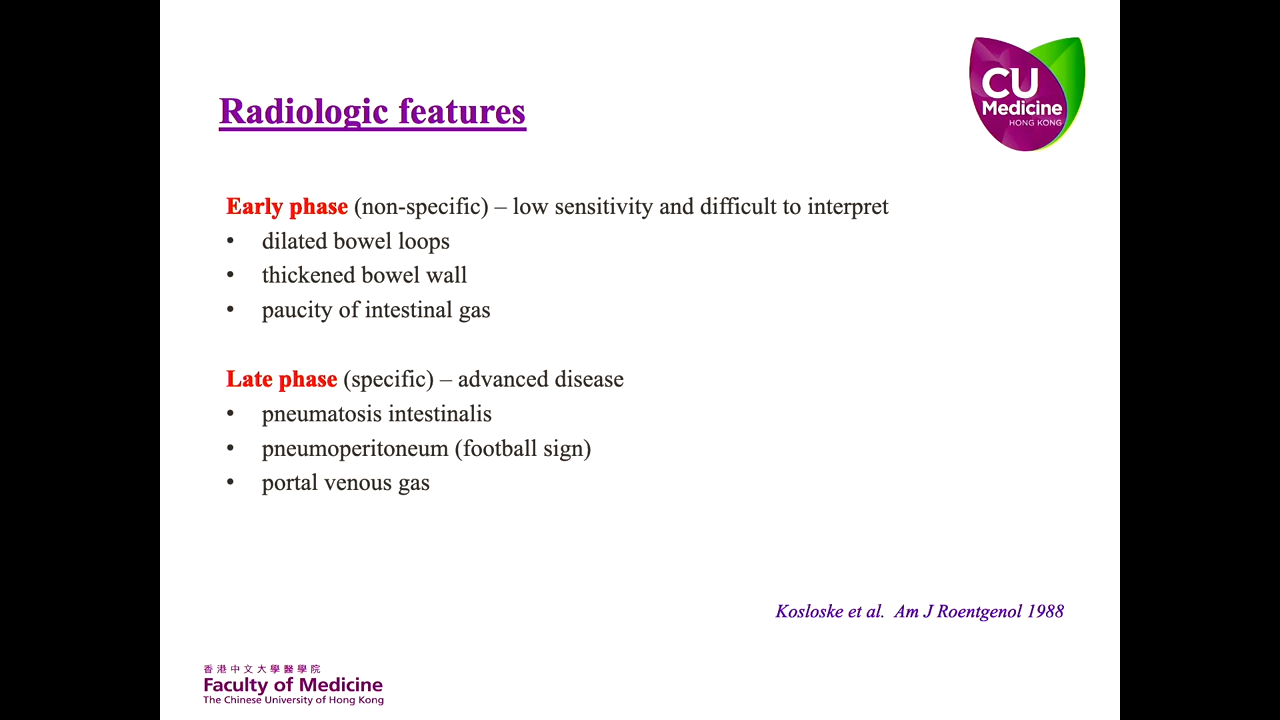 CU
Medicine
HONG KONG
Radiologic features
Early phase (non-specific) – low sensitivity and difficult to interpret
• dilated bowel loops
• thickened bowel wall
• paucity of intestinal gas
Late phase (specific) – advanced disease
• pneumatosis intestinalis
• pneumoperitoneum (football sign)
• portal venous gas
Kosloske et al.  Am J Roentgenol 1988
香港中文大學醫學院
Faculty of Medicine
The Chinese University of Hong Kong